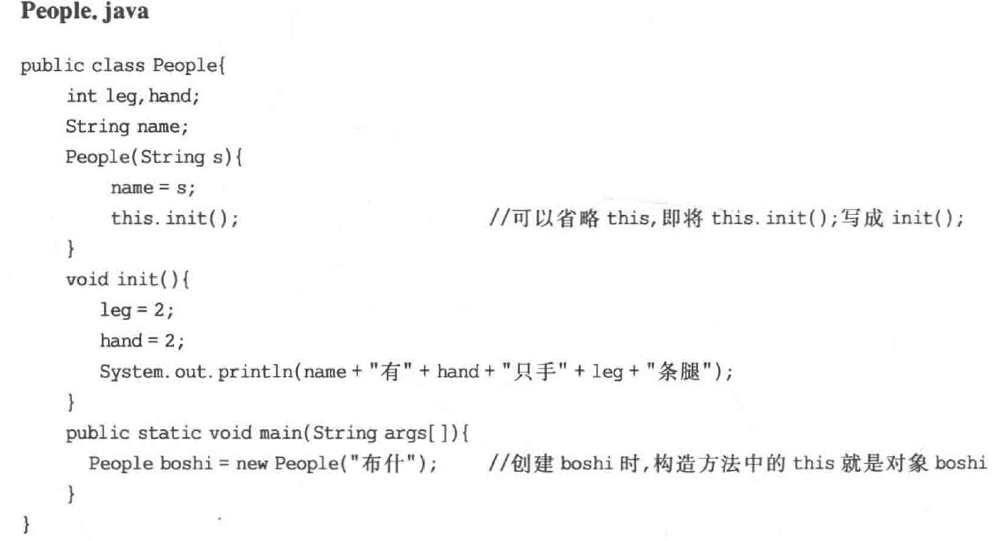 People.java
public class People{
int leg,hand;
String name;
People(String s){
name = s;
this.init(); //可以省略 this,即将 this.init();写成 init();
}
void init(){
leg = 2;
hand = 2;
System.out.println(name + "有" + hand + "只手" + leg + "条腿");
}
public static void main(String args[]){
People boshi = new People("布什"); //创建 boshi 时,构造方法中的 this 就是对象 boshi
}
}